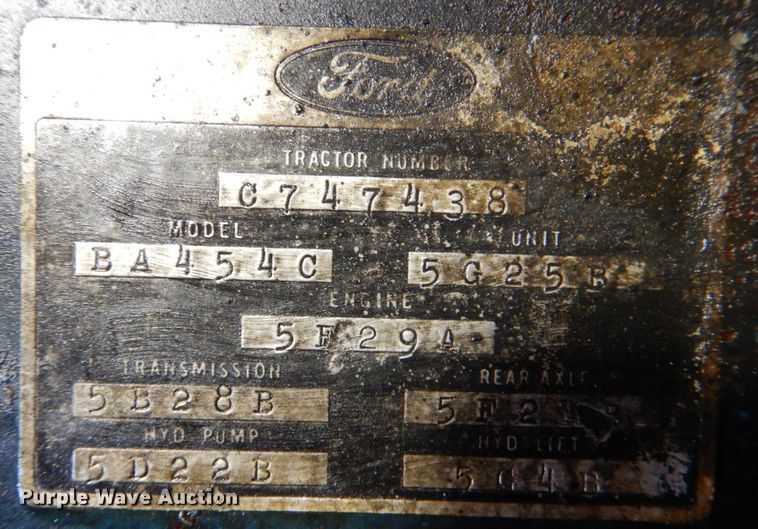 Ford
TRACTOR NUMBER
C747438
MODEL UNIT
BA454C 5G25B
ENGINE
5F29A
TRANSMISSION REAR AXLE
5B28B
HYD PUMP HYD LIFT
5D22B
Purple Wave Auction